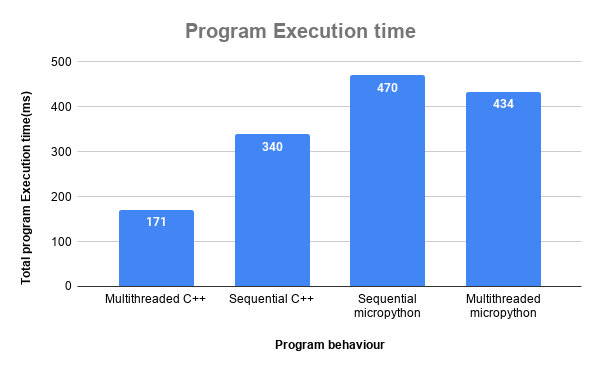 Program Execution time
Total program Execution time(ms)
500
400
300
200
100
0
171
340
470
434
Multithreaded C++
Sequential C++
Sequential
micropython
Multithreaded
micropython
Program behaviour